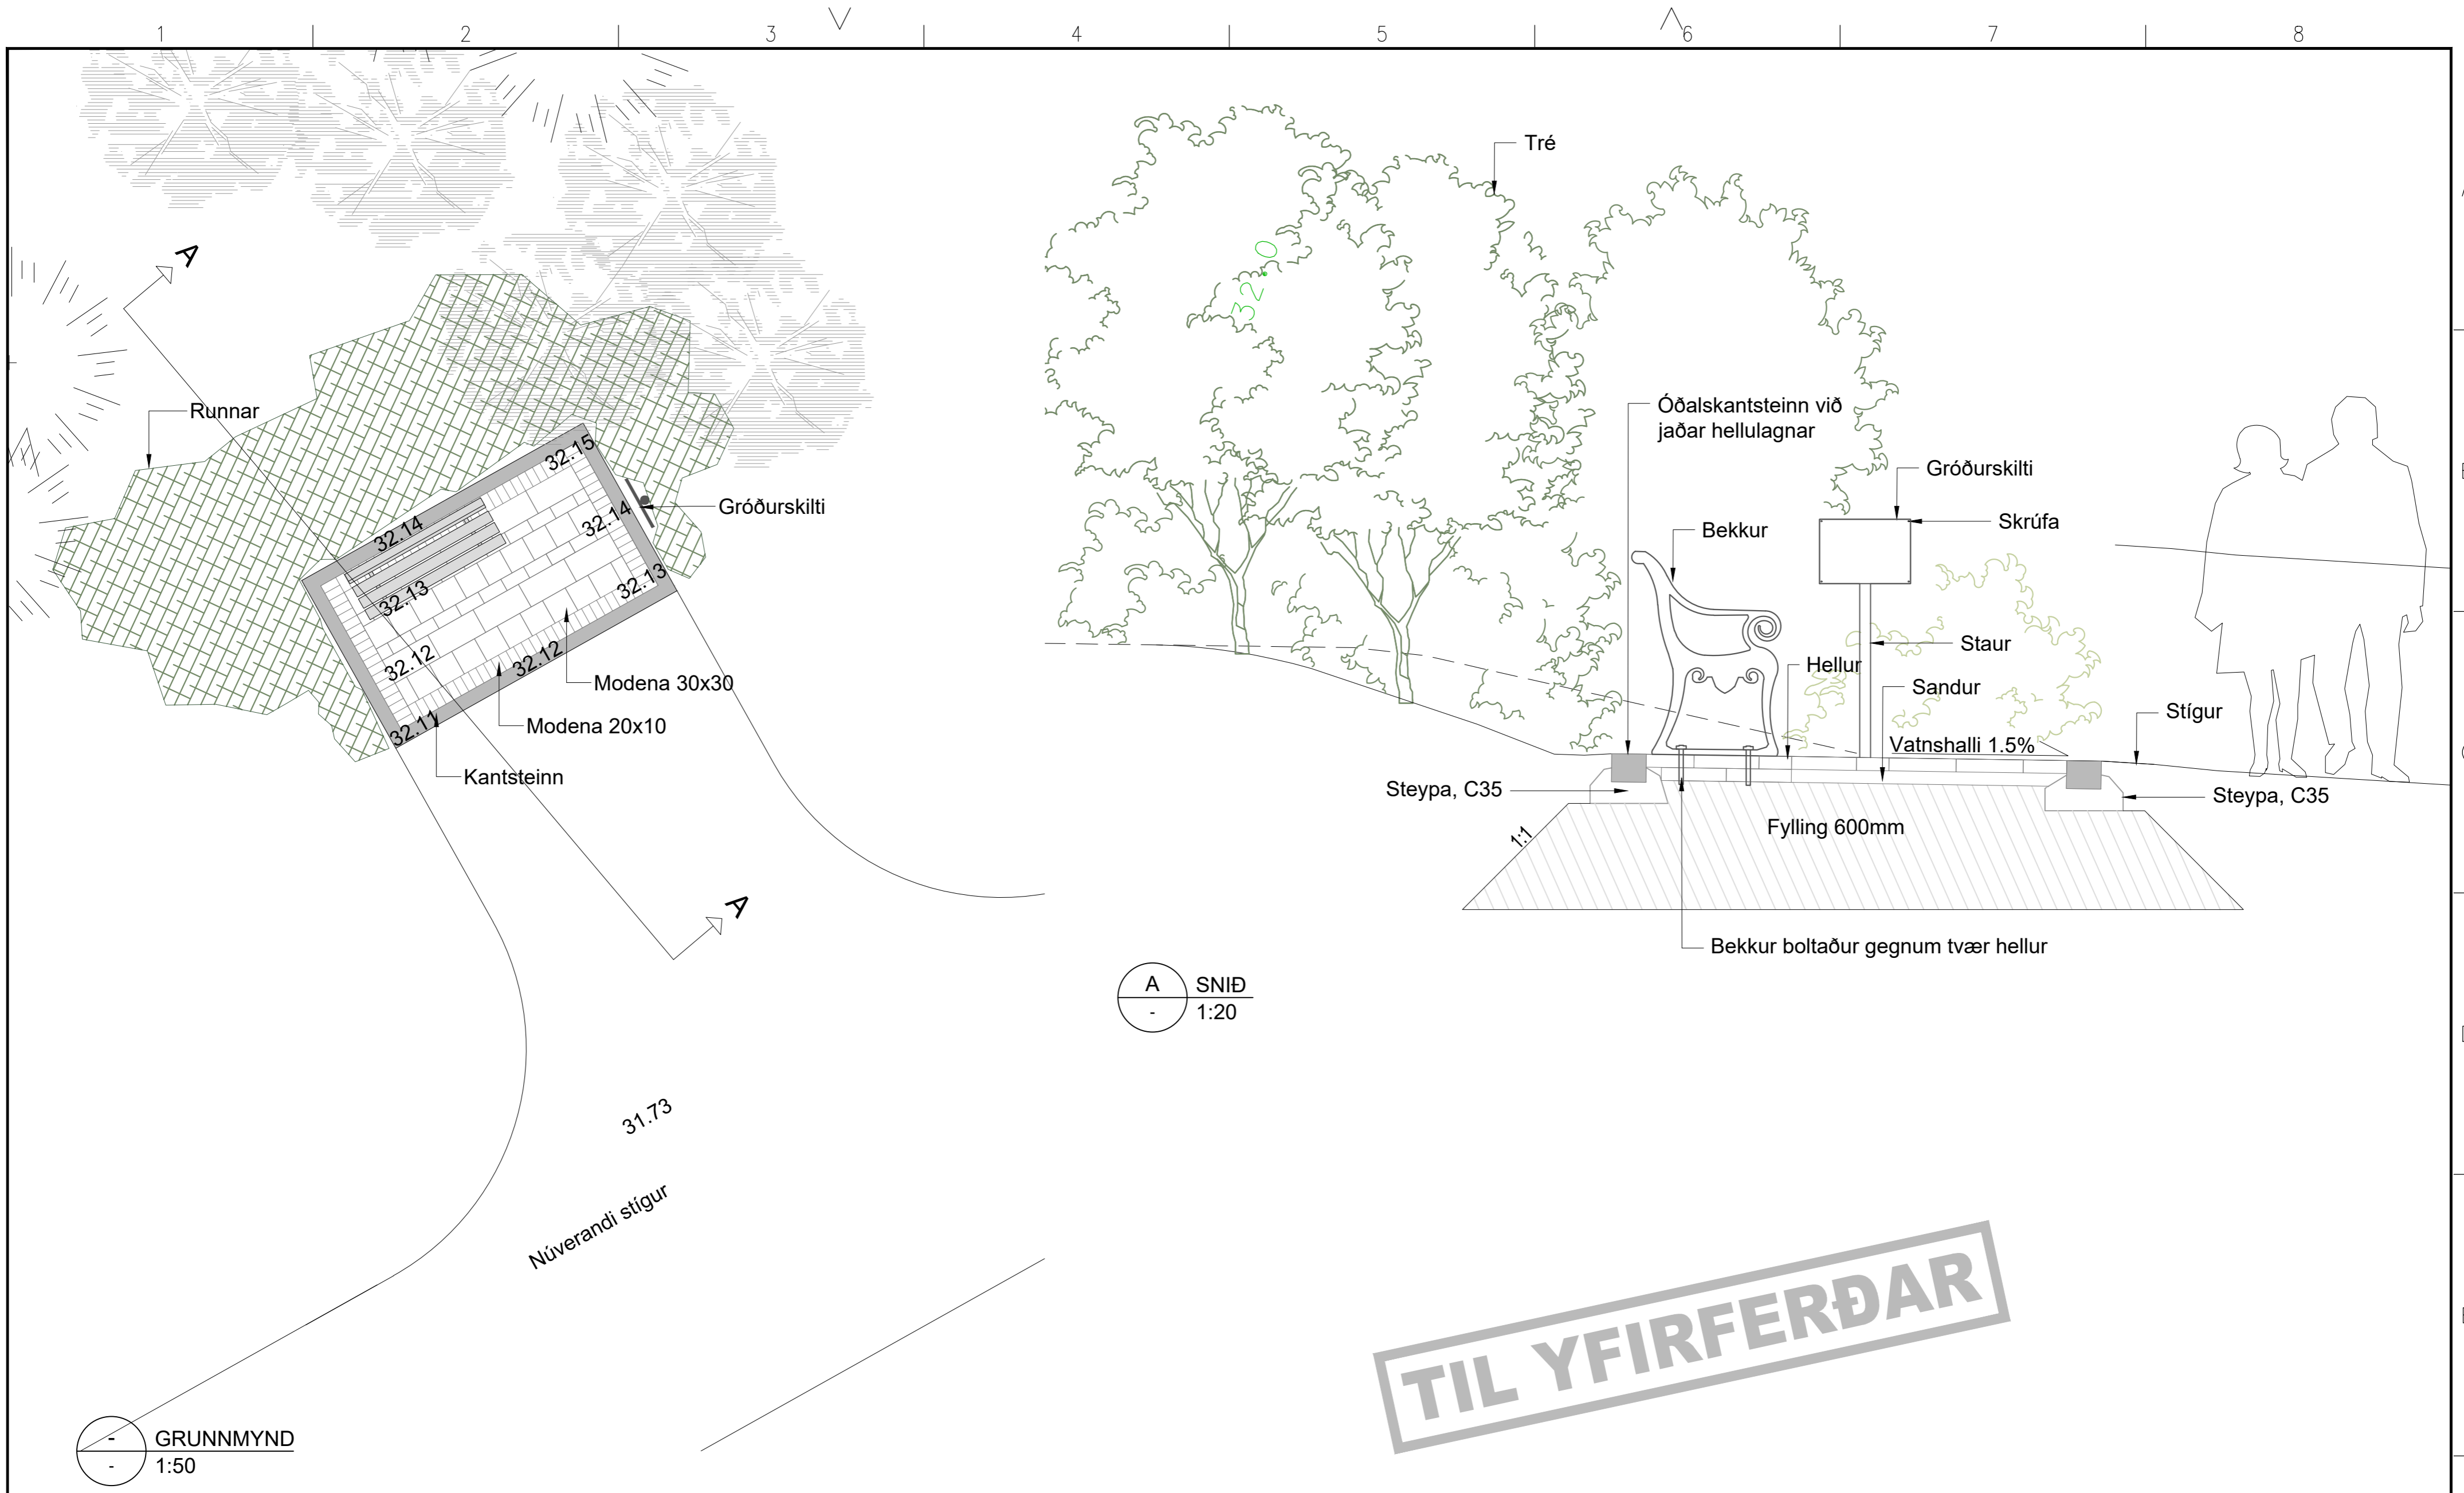 1
2
3
4
5
6
7
8
A
Runnar
32.15
32.14
32.14
32.13
32.13
32.12
32.12
32.11
Gróðurskilti
Modena 30x30
Modena 20x10
Kantsteinn
A
31.73
Núverandi stígur
-
-
GRUNNMYND
1:50
Tré
32.0
Óðalskantsteinn við
jaðar hellulagnar
Gróðurskilti
Skrúfa
Bekkur
Staur
Hellur
Sandur
Stígur
Vatnshalli 1.5%
Steypa, C35
Steypa, C35
Fylling 600mm
1:1
Bekkur boltaður gegnum tvær hellur
A
-
SNIÐ
1:20
TIL YFIRFERÐAR